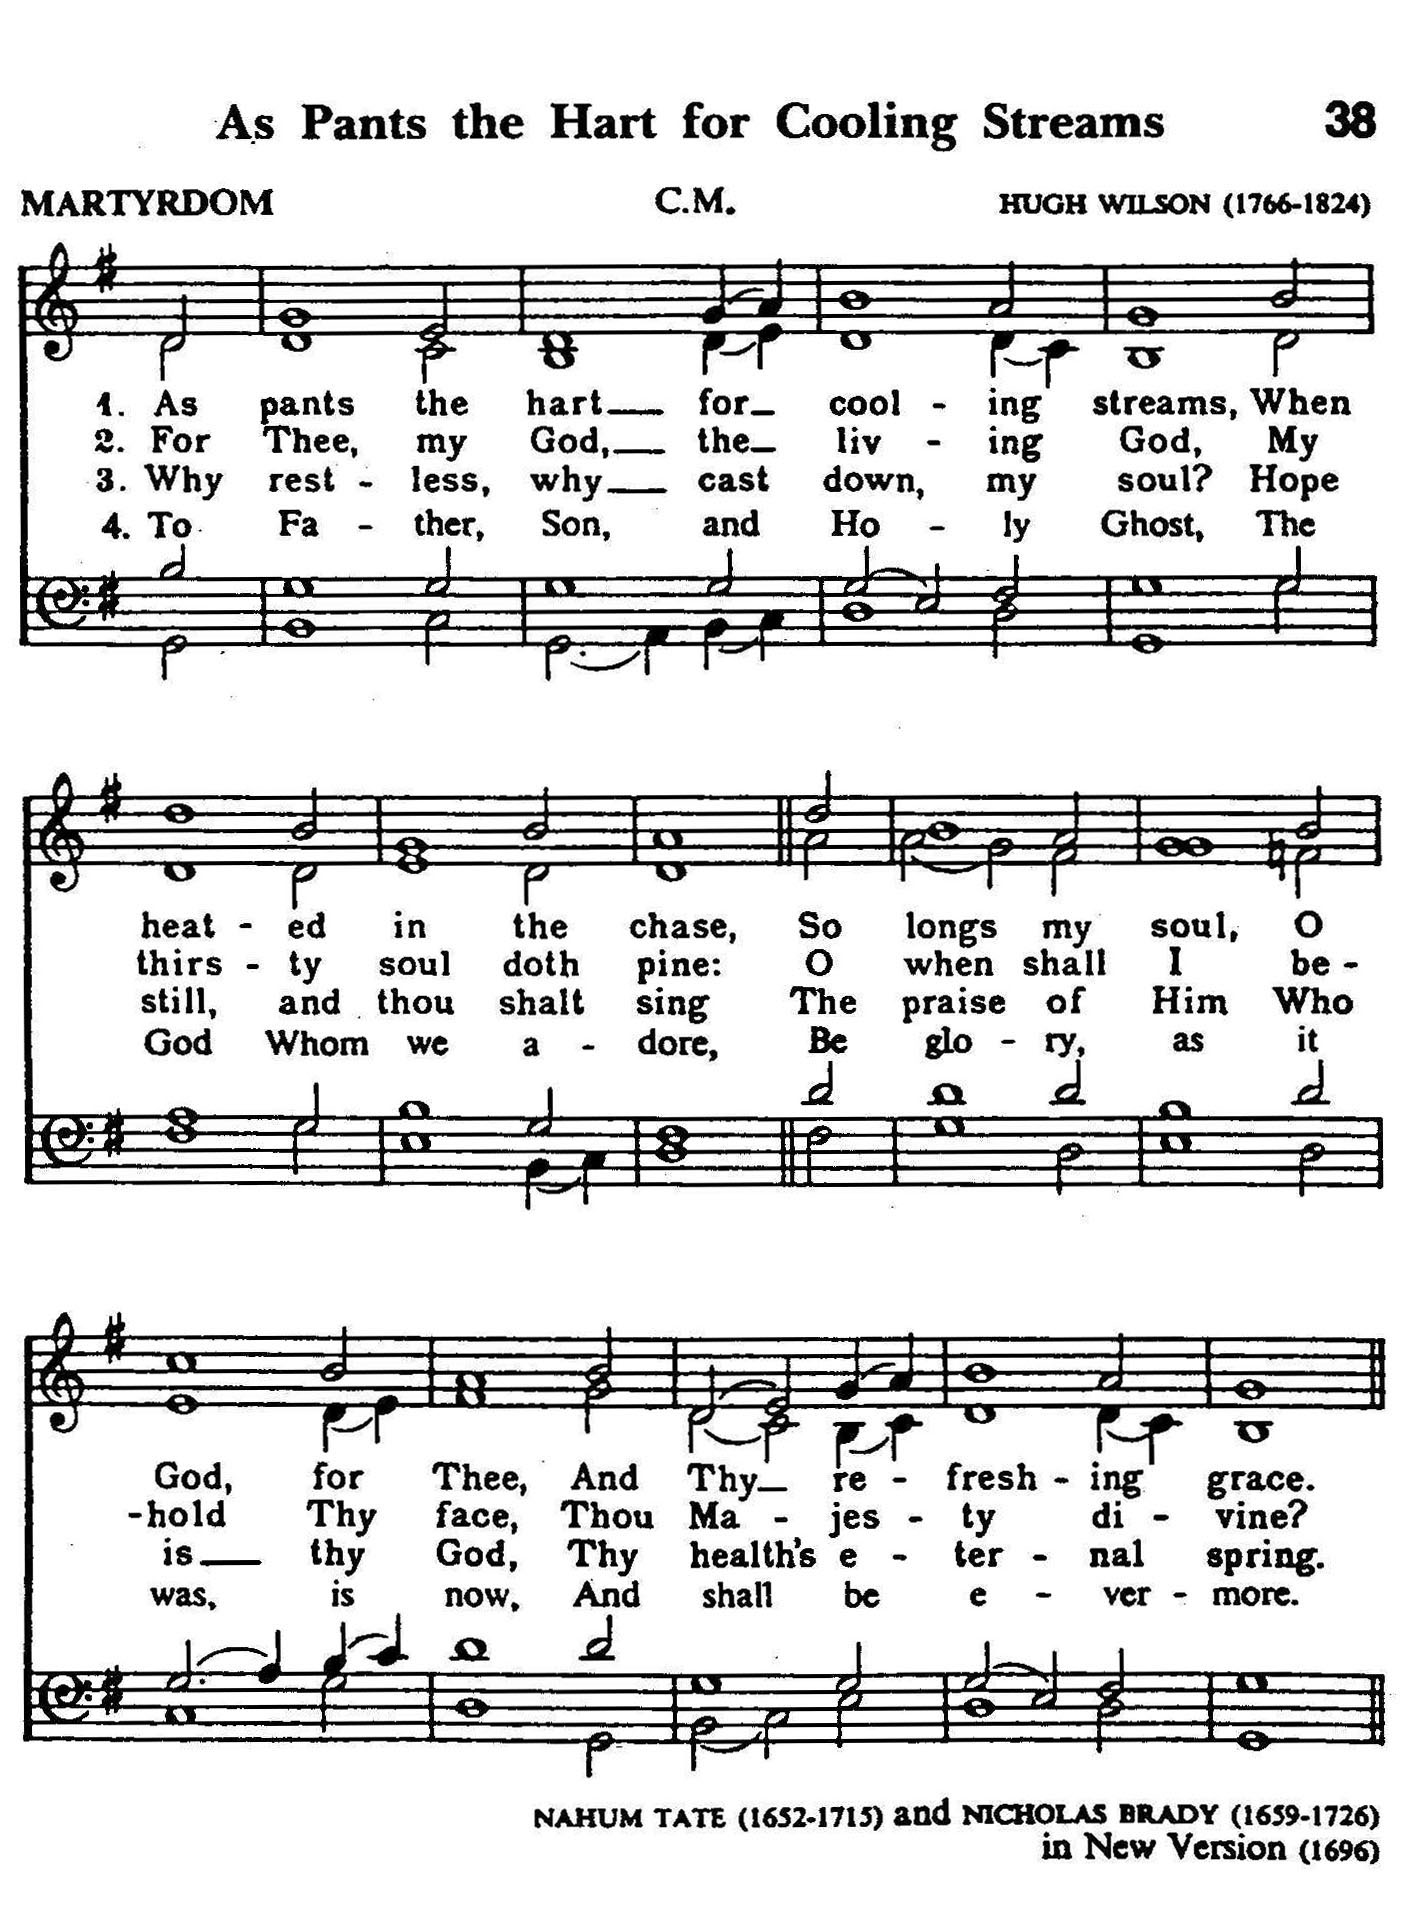 As Pants the Hart for Cooling Streams 38
MARTYRDOM C.M. HUGH WILSON (1766-1824)
1. As pants the hart__ for_ cool - ing streams, When
2. For Thee, my God,__ the_ liv - ing God, My
3. Why rest - less, why__ cast down, my soul? Hope
4. To Fa - ther, Son, and Ho - ly Ghost, The
heat - ed in the chase, So longs my soul, O
thirs - ty soul doth pine: O when shall I be -
still, and thou shalt sing The praise of Him Who
God Whom we a - dore, Be glo - ry, as it
God, for Thee, And Thy_ re - fresh - ing grace.
-hold Thy face, Thou Ma - jes - ty di - vine?
is__ thy God, Thy health's e - ter - nal spring.
was, is now, And shall be e - ver - more.
NAHUM TATE (1652-1715) and NICHOLAS BRADY (1659-1726)
in New Version (1696)